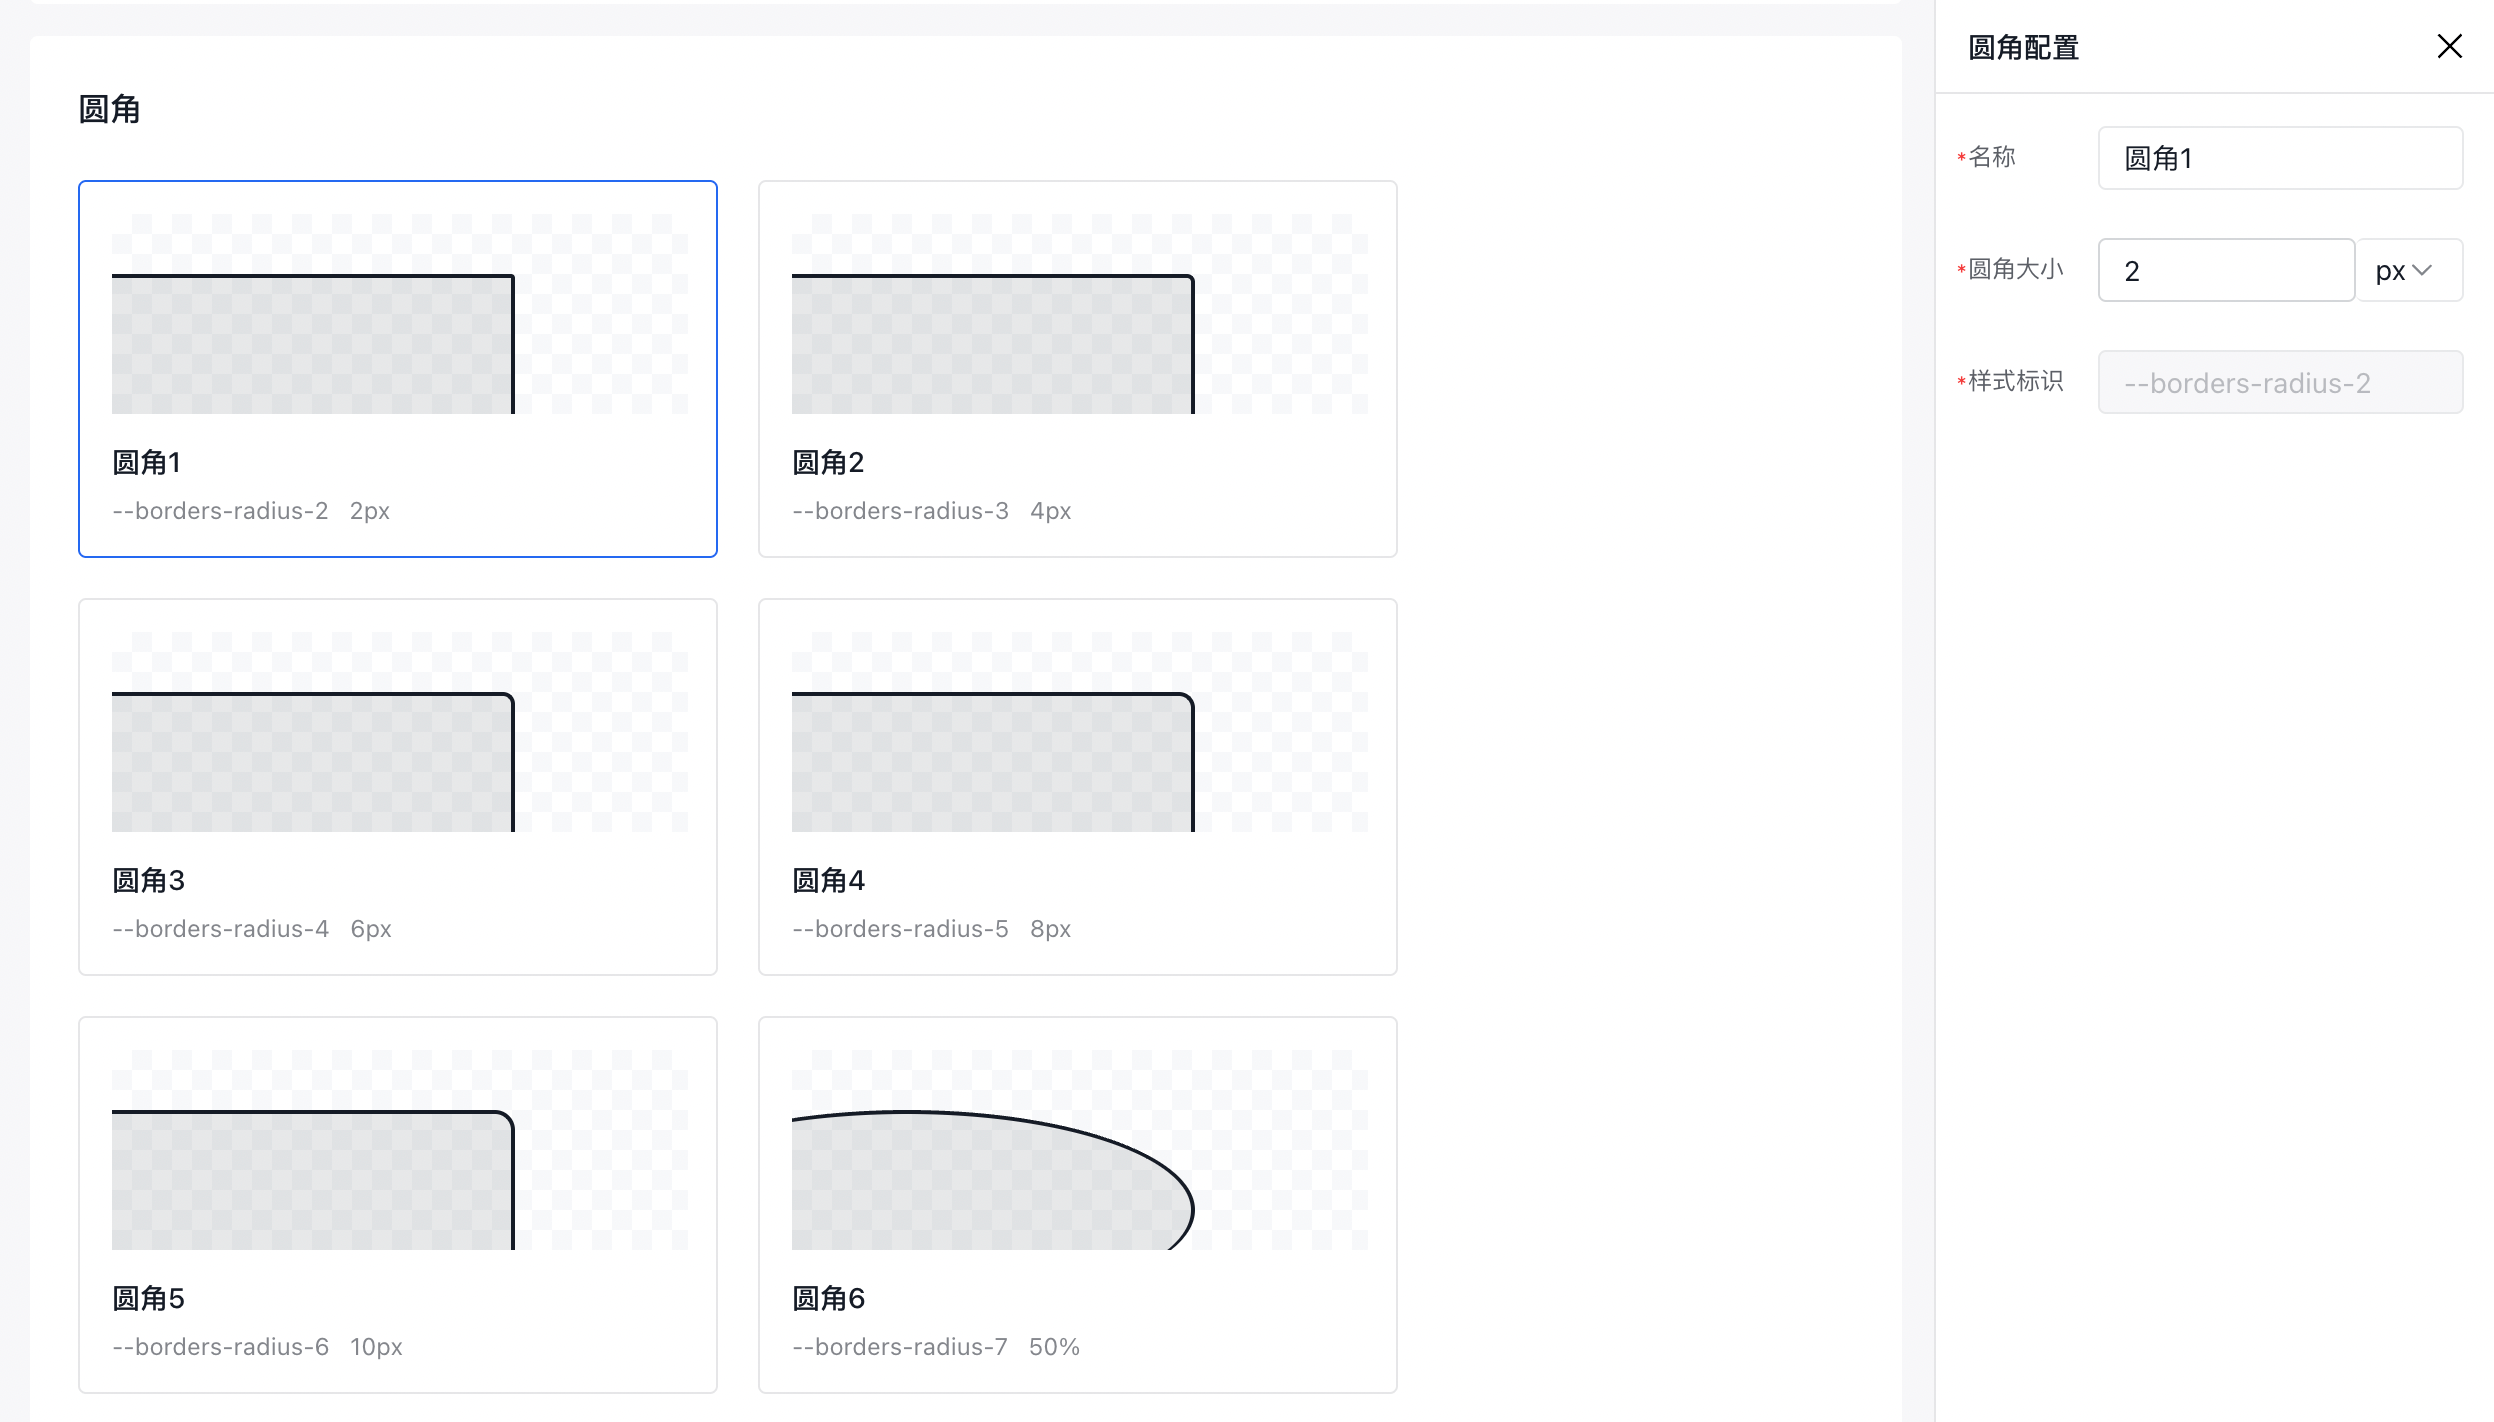 圆角
圆角1
--borders-radius-2 2px
圆角2
--borders-radius-3 4px
圆角3
--borders-radius-4 6px
圆角4
--borders-radius-5 8px
圆角5
--borders-radius-6 10px
圆角6
--borders-radius-7 50%
圆角配置
*名称 圆角1
*圆角大小 2 px
*样式标识 --borders-radius-2